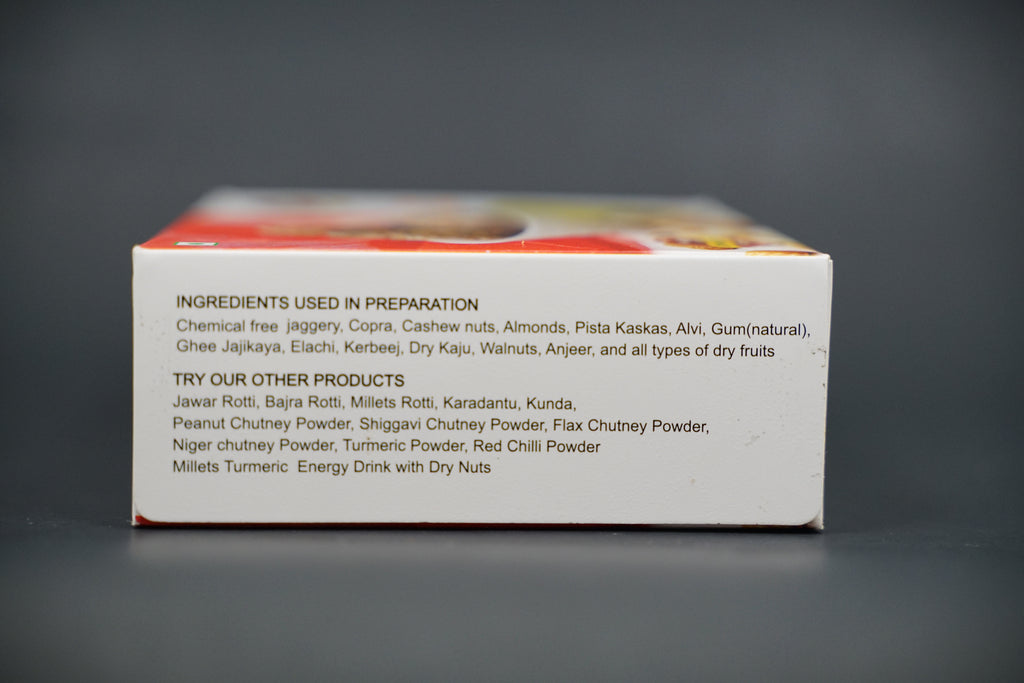 INGREDIENTS USED IN PREPARATION
Chemical free jaggery, Copra, Cashew nuts, Almonds, Pista Kaskas, Alvi, Gum(natural),
Ghee Jajikaya, Elachi, Kerbeej, Dry Kaju, Walnuts, Anjeer, and all types of dry fruits
TRY OUR OTHER PRODUCTS
Jawar Rotti, Bajra Rotti, Millets Rotti, Karadantu, Kunda,
Peanut Chutney Powder, Shiggavi Chutney Powder, Flax Chutney Powder,
Niger chutney Powder, Turmeric Powder, Red Chilli Powder
Millets Turmeric Energy Drink with Dry Nuts